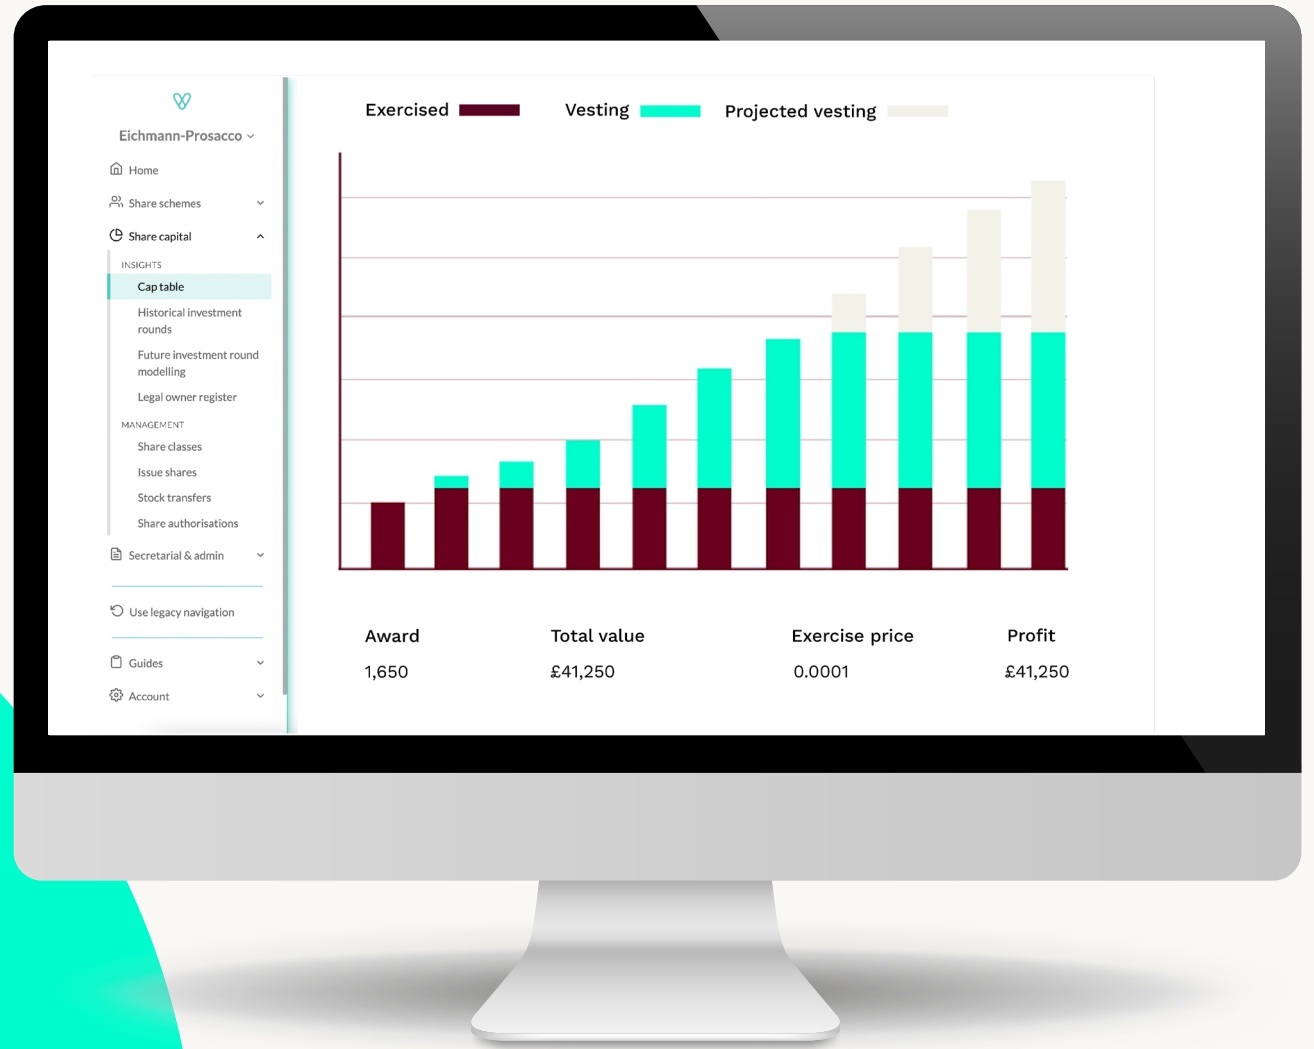 Eichmann-Prosacco
Home
Share schemes
Share capital
INSIGHTS
Cap table
Historical investment
rounds
Future investment round
modelling
Legal owner register
MANAGEMENT
Share classes
Issue shares
Stock transfers
Share authorisations
Secretarial & admin
Use legacy navigation
Guides
Account
Exercised
Vesting
Projected vesting
Award
Total value
Exercise price
Profit
1,650
£41,250
0.0001
£41,250